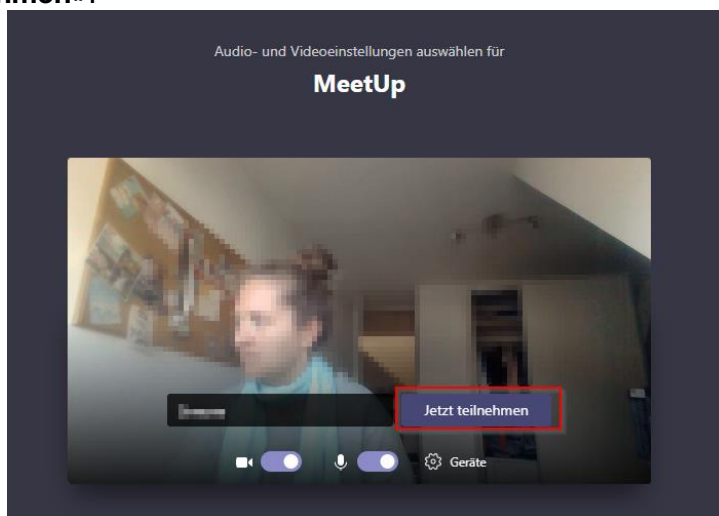 Audio- und Videoeinstellungen auswählen für
MeetUp
Jetzt teilnehmen
Geräte